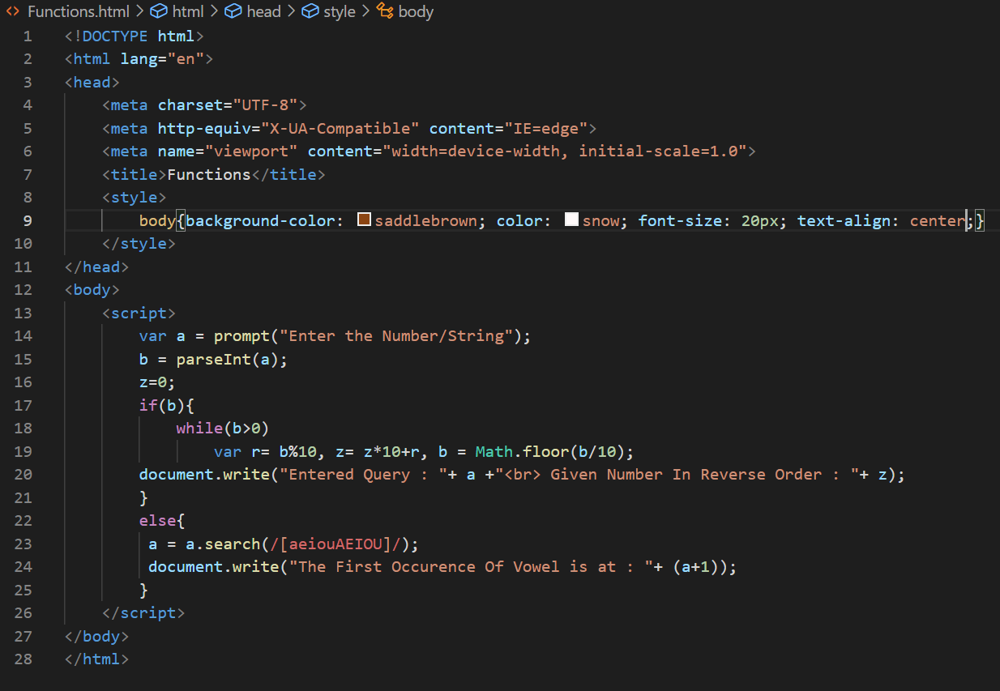 Functions.html > html > head > style > body
1 <!DOCTYPE html>
2 <html lang="en">
3 <head>
4     <meta charset="UTF-8">
5     <meta http-equiv="X-UA-Compatible" content="IE=edge">
6     <meta name="viewport" content="width=device-width, initial-scale=1.0">
7     <title>Functions</title>
8     <style>
9         body{background-color: saddlebrown; color: snow; font-size: 20px; text-align: center;}
10     </style>
11 </head>
12 <body>
13     <script>
14         var a = prompt("Enter the Number/String");
15         b = parseInt(a);
16         z=0;
17         if(b){
18             while(b>0)
19                 var r= b%10, z= z*10+r, b = Math.floor(b/10);
20         document.write("Entered Query : "+ a +"<br> Given Number In Reverse Order : "+ z);
21         }
22         else{
23          a = a.search(/[aeiouAEIOU]/);
24          document.write("The First Occurence Of Vowel is at : "+ (a+1));
25         }
26     </script>
27 </body>
28 </html>